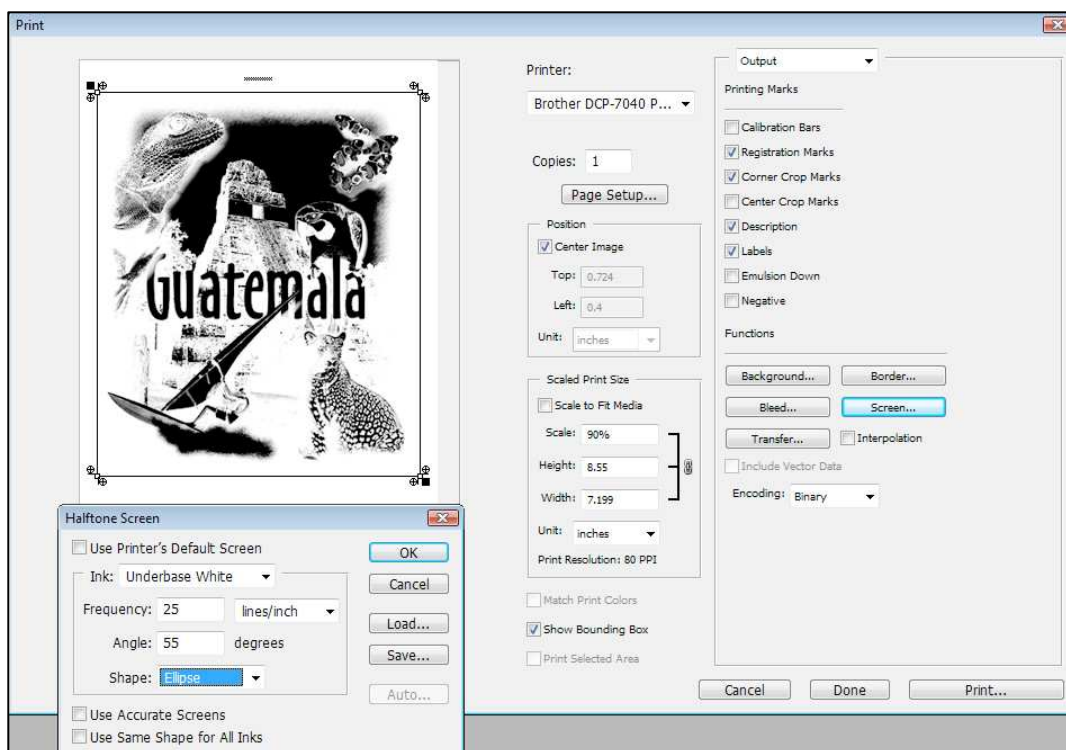 Print
Printer:
Brother DCP-7040 P...
Copies: 1
Page Setup...
Position
Center Image
Top: 0.724
Left: 0.4
Unit: inches
Scaled Print Size
Scale to Fit Media
Scale: 90%
Height: 8.55
Width: 7.199
Unit: inches
Print Resolution: 80 PPI
Match Print Colors
Show Bounding Box
Print Selected Area
Output
Printing Marks
Calibration Bars
Registration Marks
Corner Crop Marks
Center Crop Marks
Description
Labels
Emulsion Down
Negative
Functions
Background... Border...
Bleed... Screen...
Transfer... Interpolation
Include Vector Data
Encoding: Binary
Cancel Done Print...
Guatemala
Halftone Screen
Use Printer's Default Screen
Ink: Underbase White
Frequency: 25 lines/inch
Angle: 55 degrees
Shape: Ellipse
Use Accurate Screens
Use Same Shape for All Inks
OK
Cancel
Load...
Save...
Auto...